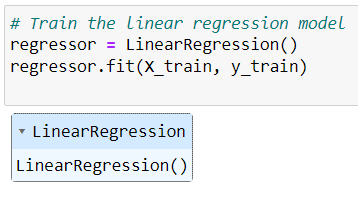 # Train the linear regression model
regressor = LinearRegression()
regressor.fit(X_train, y_train)
▾ LinearRegression
LinearRegression()